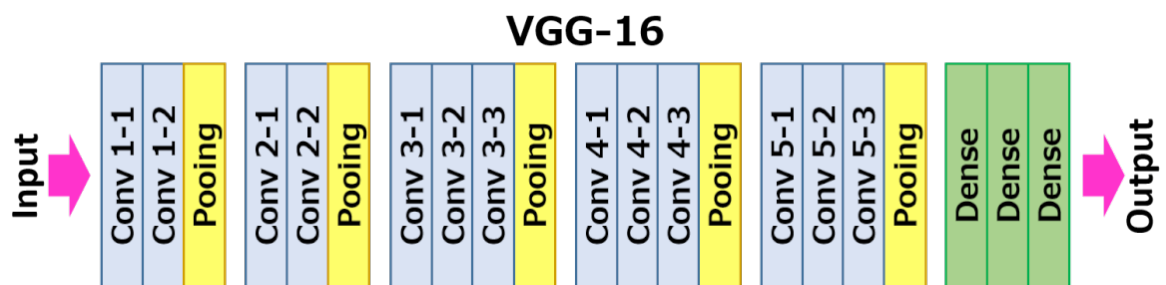 VGG-16
Input
Conv 1-1
Conv 1-2
Pooing
Conv 2-1
Conv 2-2
Pooing
Conv 3-1
Conv 3-2
Conv 3-3
Pooing
Conv 4-1
Conv 4-2
Conv 4-3
Pooing
Conv 5-1
Conv 5-2
Conv 5-3
Pooing
Dense
Dense
Dense
Output